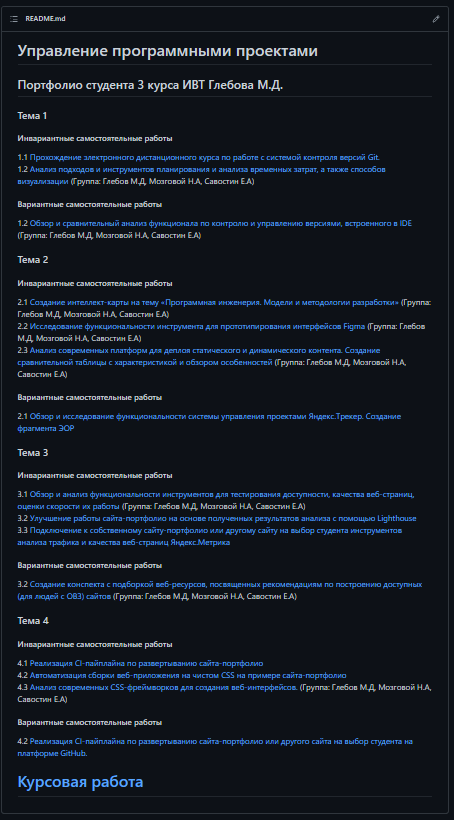 README.md
Управление программными проектами
Портфолио студента 3 курса ИВТ Глебова М.Д.
Тема 1
Инвариантные самостоятельные работы
1.1 Прохождение электронного дистанционного курса по работе с системой контроля версий Git.
1.2 Анализ подходов и инструментов планирования и анализа временных затрат, а также способов
визуализации (Группа: Глебов М.Д, Мозговой Н.А, Савостин Е.А)
Вариативные самостоятельные работы
1.2 Обзор и сравнительный анализ функционала по контролю и управлению версиями, встроенного в IDE
(Группа: Глебов М.Д, Мозговой Н.А, Савостин Е.А)
Тема 2
Инвариантные самостоятельные работы
2.1 Создание интеллект-карты на тему «Программная инженерия. Модели и методологии разработки» (Группа:
Глебов М.Д, Мозговой Н.А, Савостин Е.А)
2.2 Исследование функциональности инструмента для прототипирования интерфейсов Figma (Группа: Глебов
М.Д, Мозговой Н.А, Савостин Е.А)
2.3 Анализ современных платформ для деплоя статического и динамического контента. Создание
сравнительной таблицы с характеристикой и обзором особенностей (Группа: Глебов М.Д, Мозговой Н.А,
Савостин Е.А)
Вариативные самостоятельные работы
2.1 Обзор и исследование функциональности системы управления проектами Яндекс.Трекер. Создание
фрагмента ЭОР
Тема 3
Инвариантные самостоятельные работы
3.1 Обзор и анализ функциональности инструментов для тестирования доступности, качества веб-страниц,
оценки скорости их работы (Группа: Глебов М.Д, Мозговой Н.А, Савостин Е.А)
3.2 Улучшение работы сайта-портфолио на основе полученных результатов анализа с помощью Lighthouse
3.3 Подключение к собственному сайту-портфолио или другому сайту на выбор студента инструментов
анализа трафика и качества веб-страниц Яндекс.Метрика
Вариативные самостоятельные работы
3.2 Создание конспекта с подборкой веб-ресурсов, посвященных рекомендациям по построению доступных
(для людей с ОВЗ) сайтов (Группа: Глебов М.Д, Мозговой Н.А, Савостин Е.А)
Тема 4
Инвариантные самостоятельные работы
4.1 Реализация CI-пайплайна по развертыванию сайта-портфолио
4.2 Автоматизация сборки веб-приложения на чистом CSS на примере сайта-портфолио
4.3 Анализ современных CSS-фреймворков для создания веб-интерфейсов. (Группа: Глебов М.Д, Мозговой Н.А,
Савостин Е.А)
Вариативные самостоятельные работы
4.2 Реализация CI-пайплайна по развертыванию сайта-портфолио или другого сайта на выбор студента на
платформе GitHub.
Курсовая работа